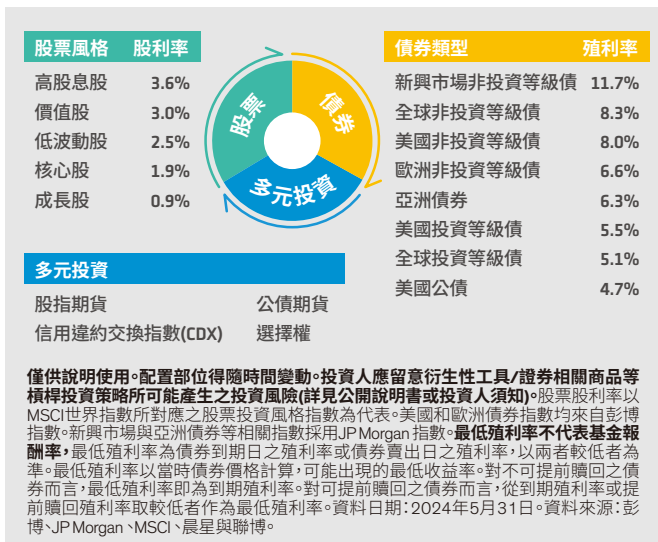 股票風格 股利率
高股息股 3.6%
價值股 3.0%
低波動股 2.5%
核心股 1.9%
成長股 0.9%
股票
債券
多元投資
債券類型 殖利率
新興市場非投資等級債 11.7%
全球非投資等級債 8.3%
美國非投資等級債 8.0%
歐洲非投資等級債 6.6%
亞洲債券 6.3%
美國投資等級債 5.5%
全球投資等級債 5.1%
美國公債 4.7%
多元投資
股指期貨 公債期貨
信用違約交換指數(CDX) 選擇權
僅供說明使用。配置部位得隨時間變動。投資人應留意衍生性工具/證券相關商品等
槓桿投資策略所可能產生之投資風險(詳見公開說明書或投資人須知)。股票股利率以
MSCI世界指數所對應之股票投資風格指數為代表。美國和歐洲債券指數均來自彭博
指數。新興市場與亞洲債券等相關指數採用JP Morgan 指數。最低殖利率不代表基金報
酬率,最低殖利率為債券到期日之殖利率或債券賣出日之殖利率,以兩者較低者為
準。最低殖利率以當時債券價格計算,可能出現的最低收益率。對不可提前贖回之債
券而言,最低殖利率即為到期殖利率。對可提前贖回之債券而言,從到期殖利率或提
前贖回殖利率取較低者作為最低殖利率。資料日期:2024年5月31日。資料來源:彭
博、JP Morgan、MSCI、晨星與聯博。